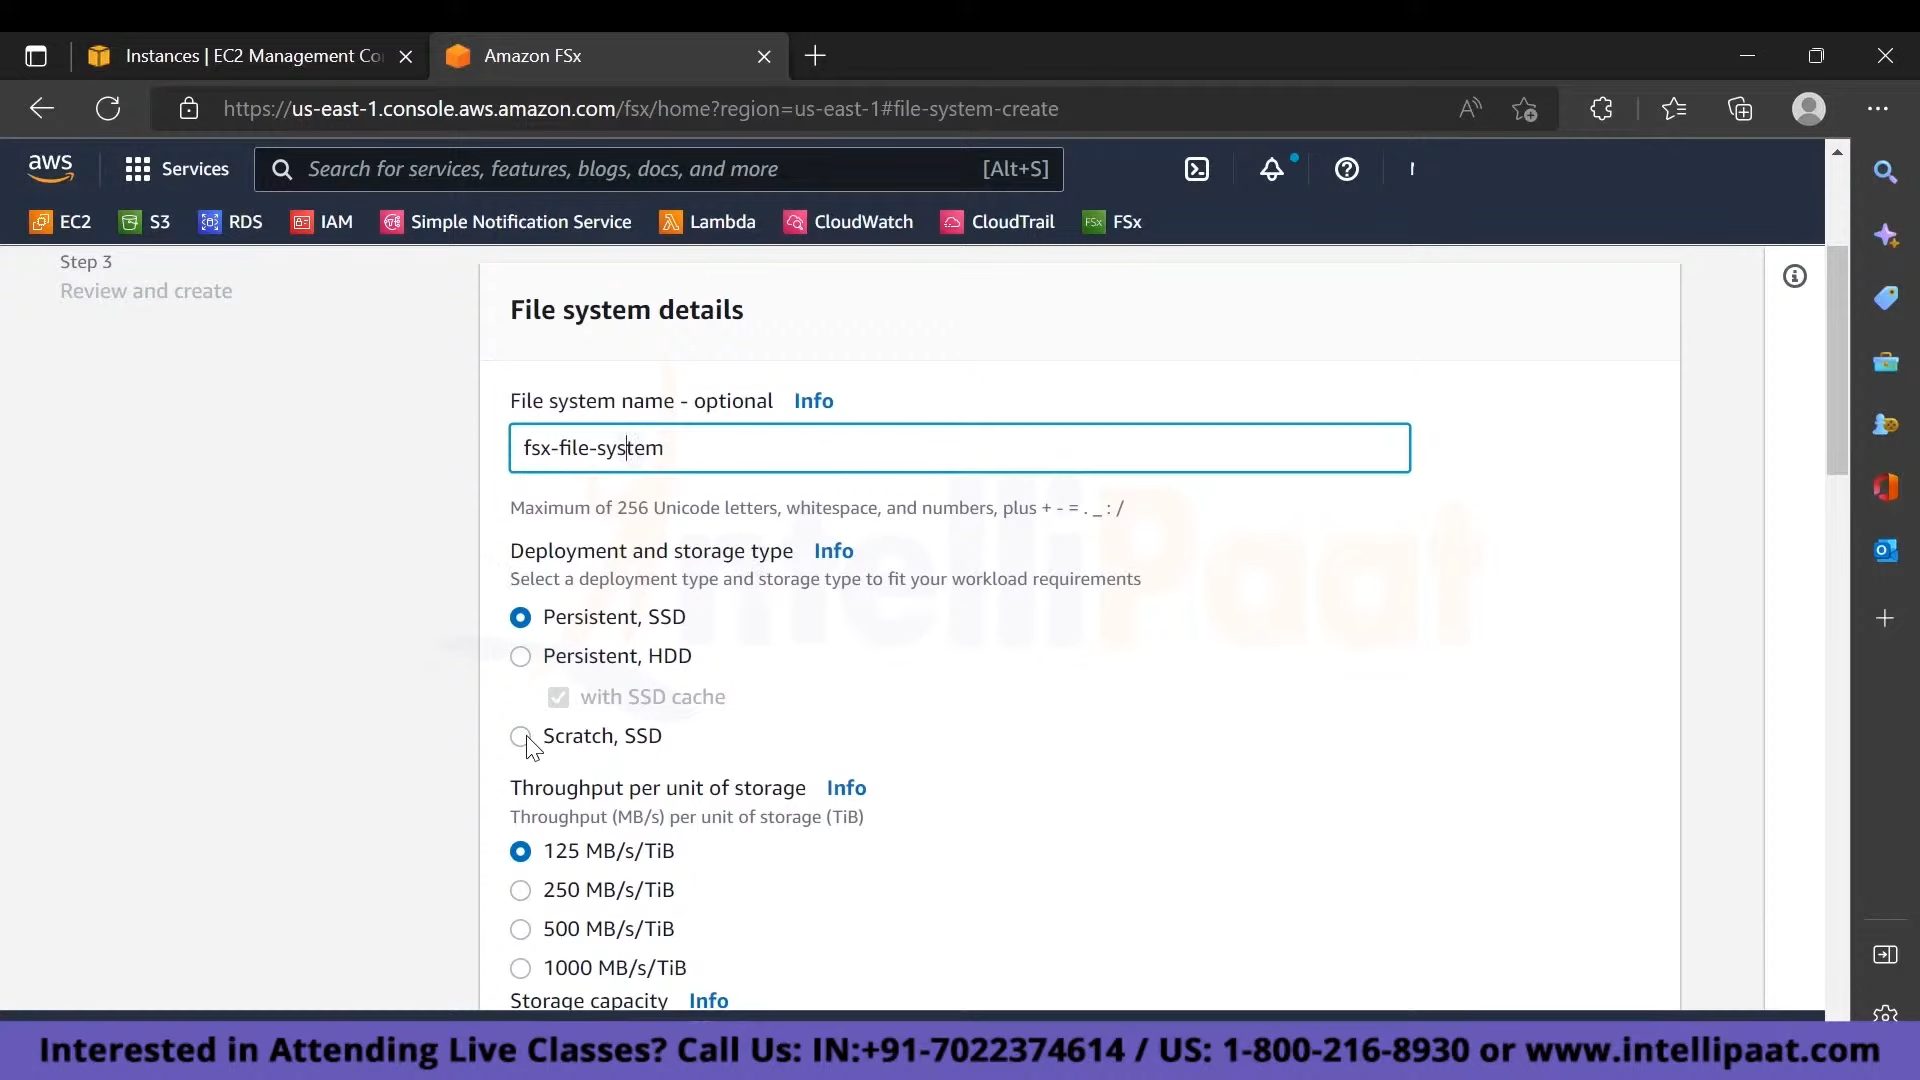 Instances | EC2 Management Co
Amazon FSx
https://us-east-1.console.aws.amazon.com/fsx/home?region=us-east-1#file-system-create
aws
Services
Search for services, features, blogs, docs, and more
[Alt+S]
EC2
S3
RDS
IAM
Simple Notification Service
Lambda
CloudWatch
CloudTrail
FSx
FSx
Step 3
Review and create
File system details
File system name - optional Info
fsx-file-system
Maximum of 256 Unicode letters, whitespace, and numbers, plus + - = . _ : /
Deployment and storage type Info
Select a deployment type and storage type to fit your workload requirements
Persistent, SSD
Persistent, HDD
with SSD cache
Scratch, SSD
Throughput per unit of storage Info
Throughput (MB/s) per unit of storage (TiB)
125 MB/s/TiB
250 MB/s/TiB
500 MB/s/TiB
1000 MB/s/TiB
Storage capacity Info
IntelliPaat
Interested in Attending Live Classes? Call Us: IN:+91-7022374614 / US: 1-800-216-8930 or www.intellipaat.com